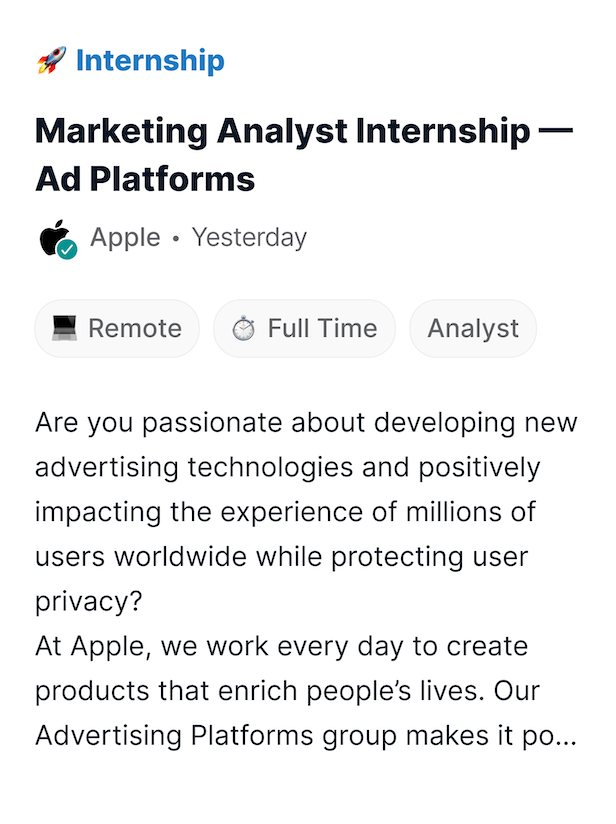 Internship
Marketing Analyst Internship —
Ad Platforms
Apple • Yesterday
Remote Full Time Analyst
Are you passionate about developing new
advertising technologies and positively
impacting the experience of millions of
users worldwide while protecting user
privacy?
At Apple, we work every day to create
products that enrich people’s lives. Our
Advertising Platforms group makes it po...